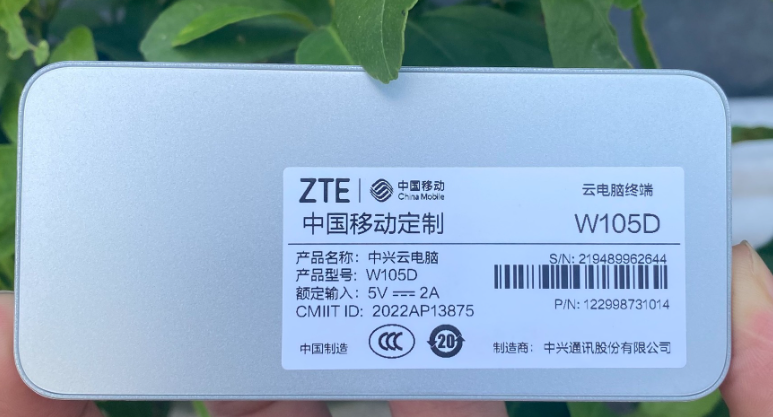 ZTE 中国移动 China Mobile 云电脑终端
中国移动定制 W105D
产品名称：中兴云电脑
产品型号：W105D
额定输入：5V ⎓ 2A
CMIIT ID: 2022AP13875
S/N: 219489962644
P/N: 122998731014
中国制造 CCC 20 制造商：中兴通讯股份有限公司